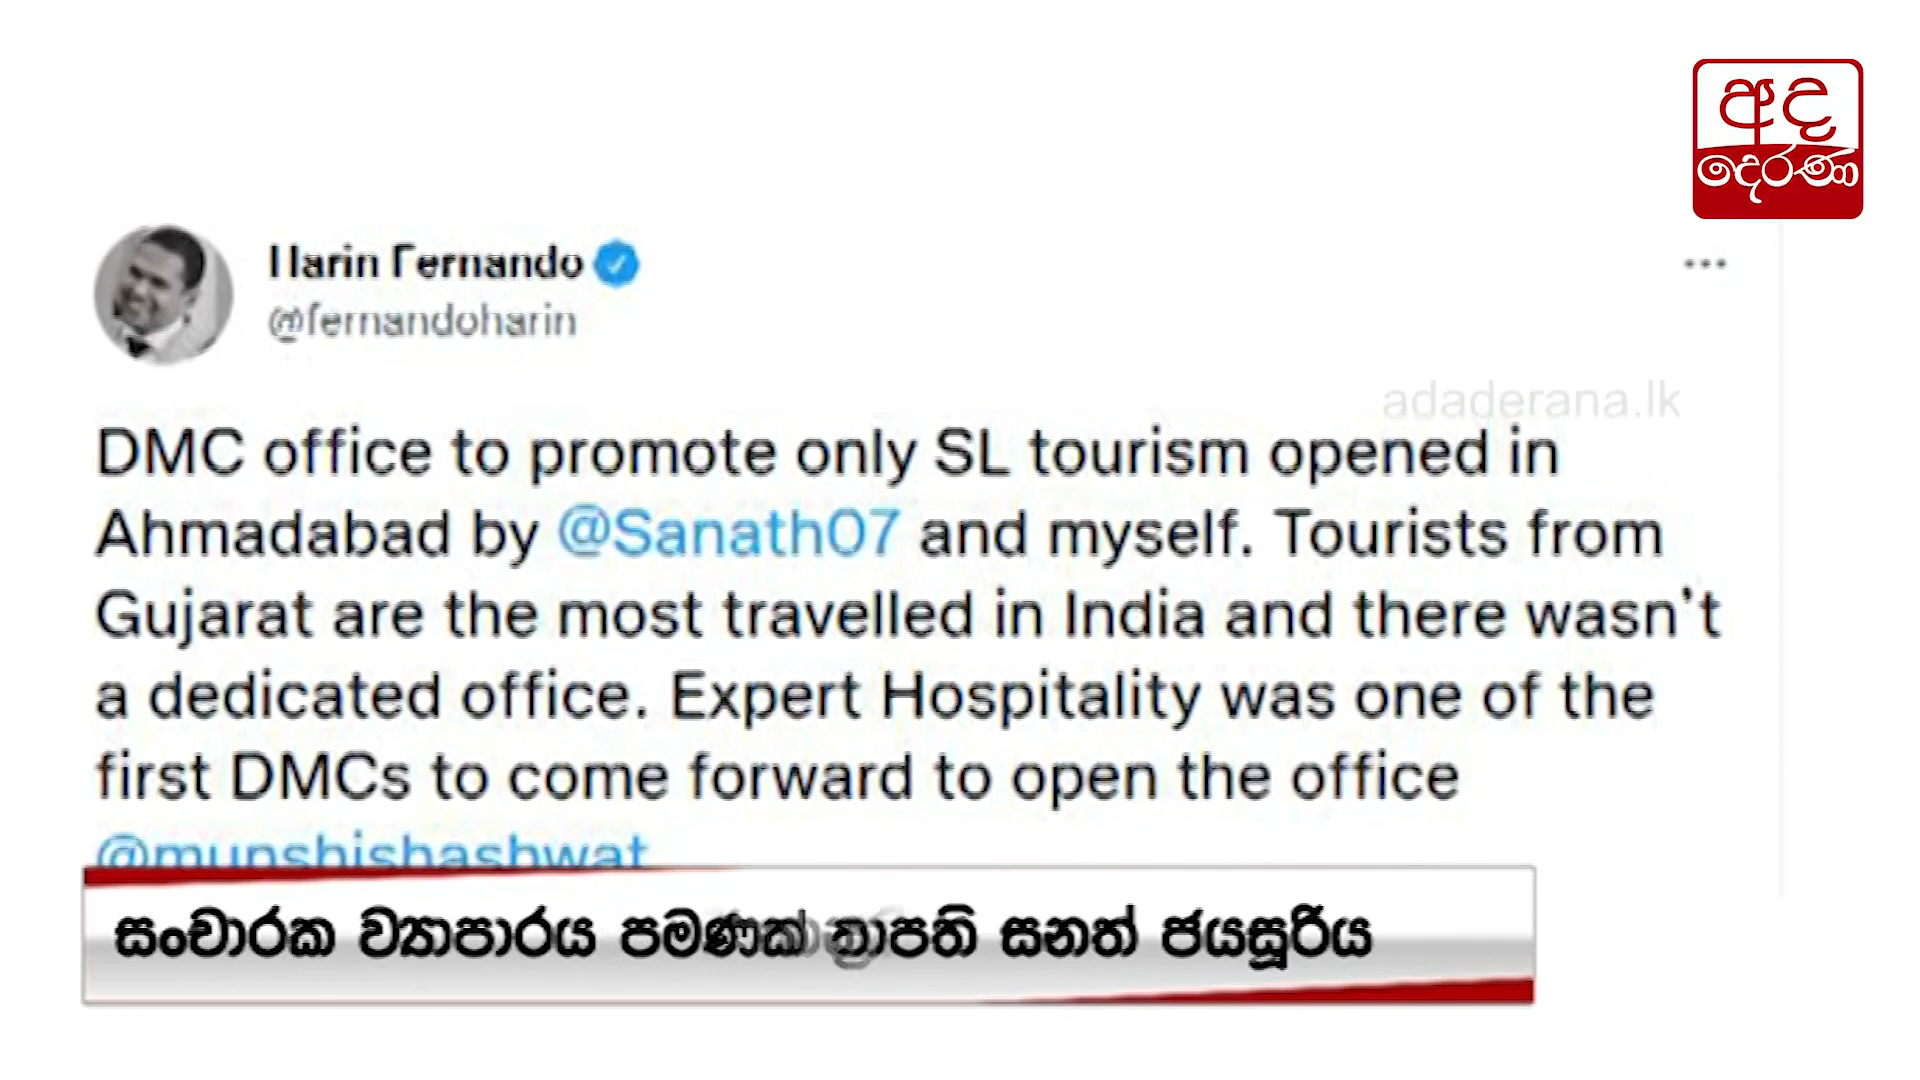 අද
දෙරණ
Harin Fernando
@fernandoharin
adaderana.lk
DMC office to promote only SL tourism opened in
Ahmadabad by @Sanath07 and myself. Tourists from
Gujarat are the most travelled in India and there wasn't
a dedicated office. Expert Hospitality was one of the
first DMCs to come forward to open the office
@munshishashwat
සංචාරක ව්‍යාපාරය සනත් ජයසූරිය